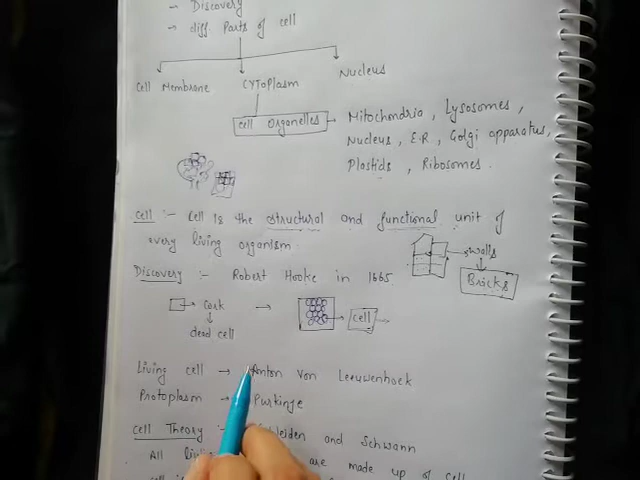 - Discovery
- diff. Parts of cell
Cell Membrane CYToplasm Nucleus
cell Organelles → Mitochondria, Lysosomes,
Nucleus, E.R, Golgi apparatus,
Plastids, Ribosomes.
Cell :- Cell is the structural and functional unit of
every living organism
walls
Bricks
Discovery :- Robert Hooke in 1665.
Cork → cell
dead cell
Living cell → Anton Von Leeuwenhoek
Protoplasm → Purkinje
Cell Theory :- Schleiden and Schwann
All are made up of cell